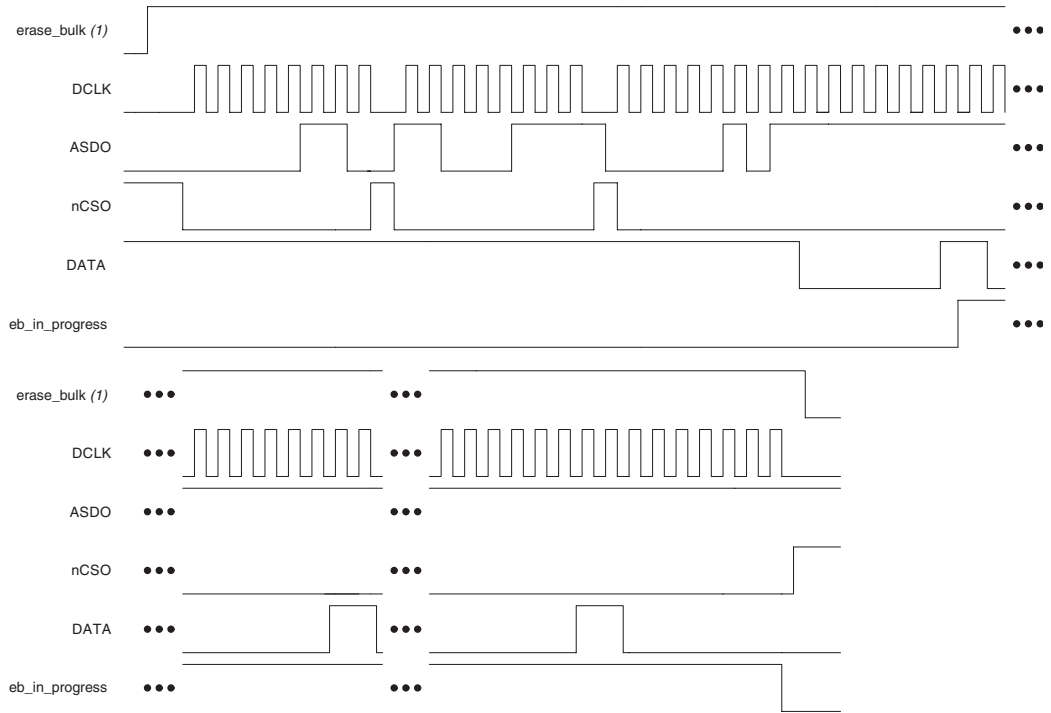 erase_bulk (1)
DCLK
ASDO
nCSO
DATA
eb_in_progress
erase_bulk (1)
DCLK
ASDO
nCSO
DATA
eb_in_progress